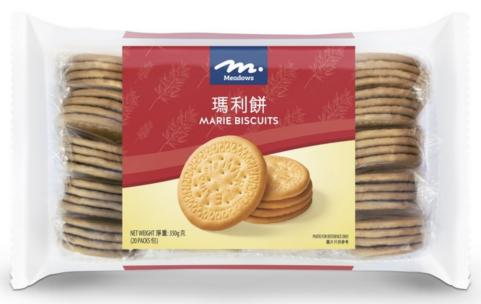 m.
Meadows
瑪利餅
MARIE BISCUITS
NET WEIGHT 淨重: 350g 克
(20 PACKS 包)
PHOTO FOR REFERENCE ONLY
圖片只供參考